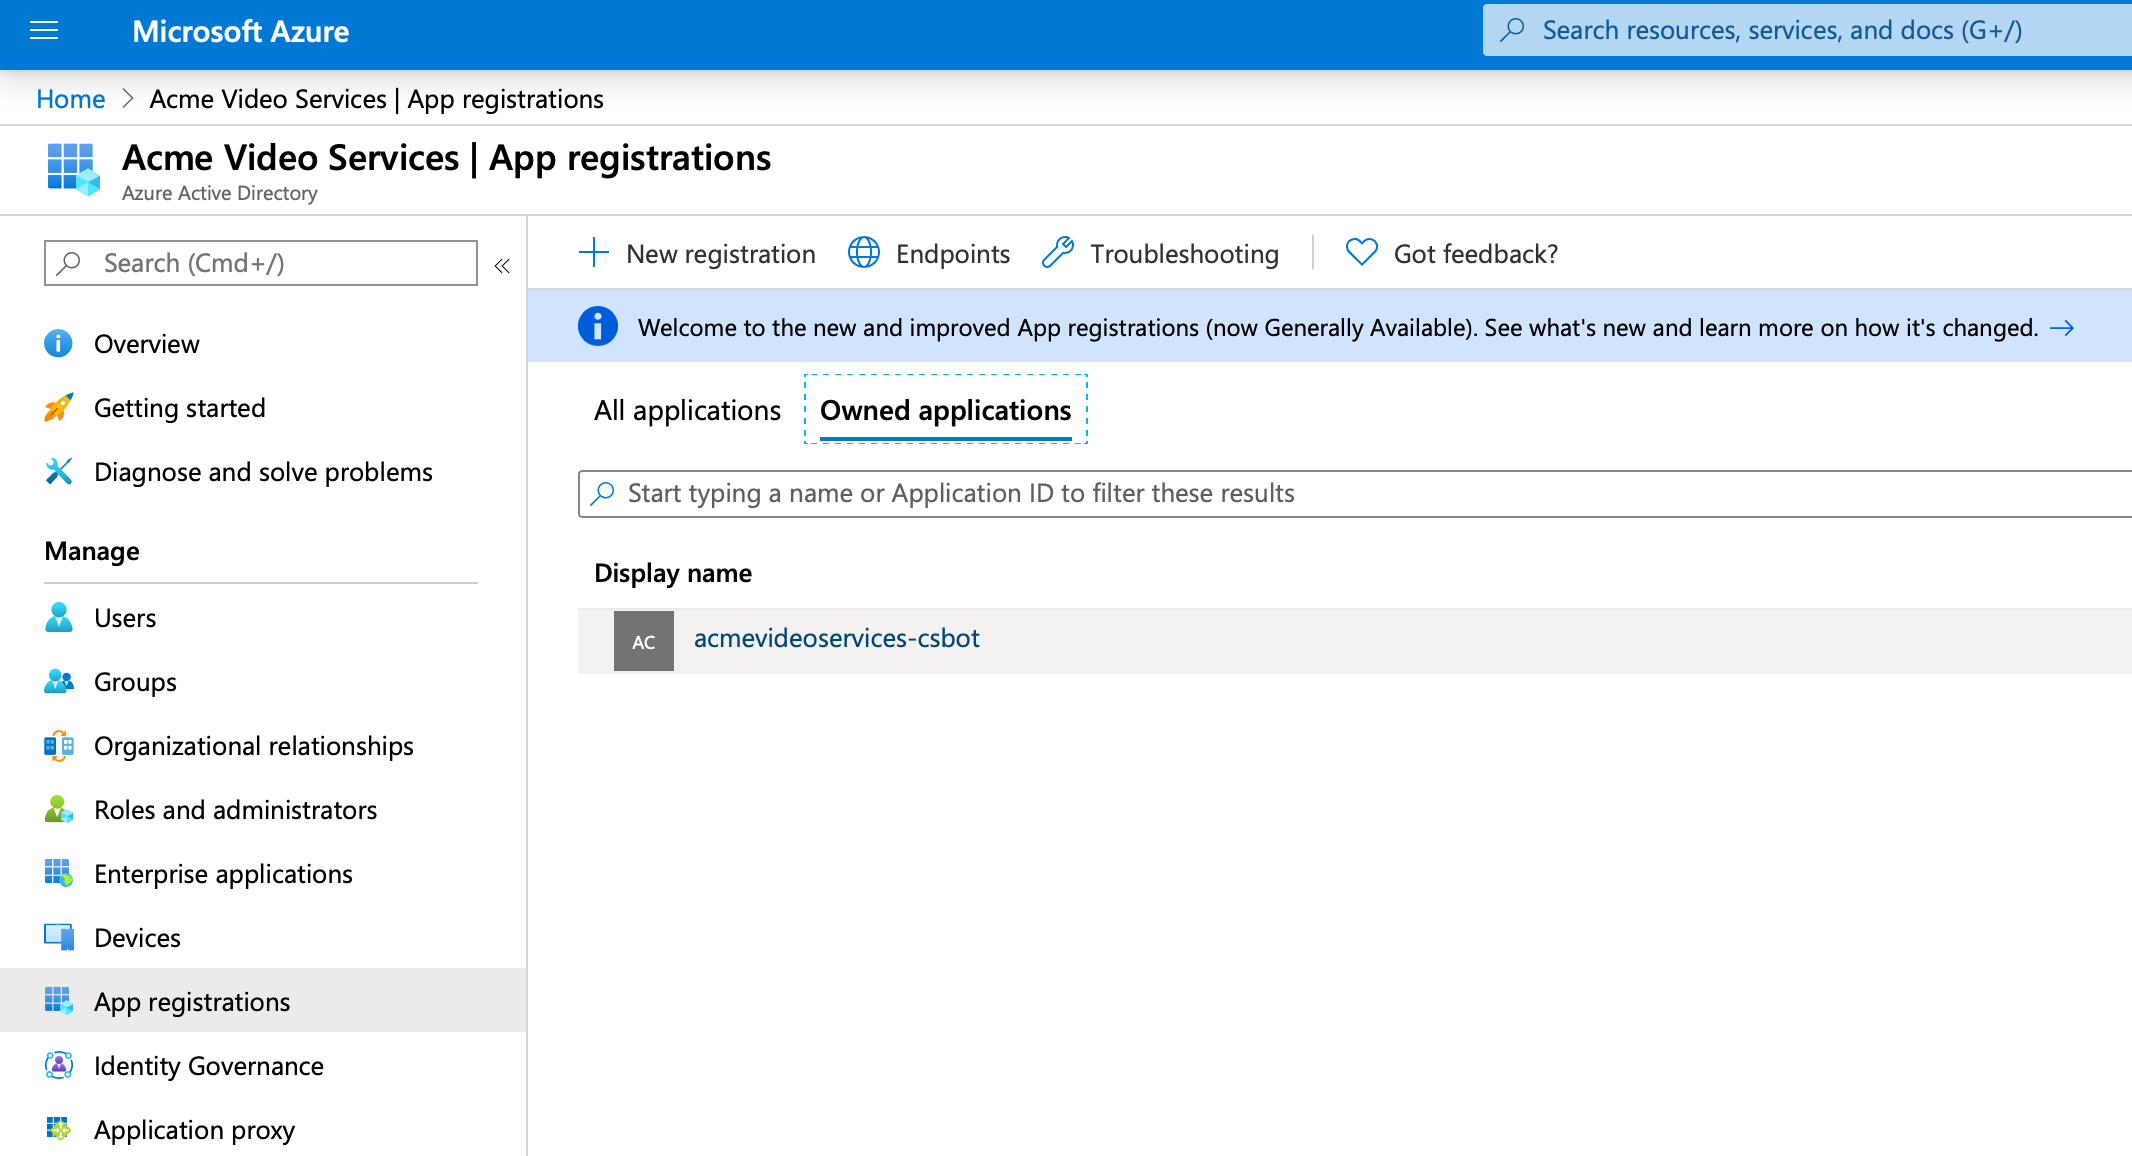 Microsoft Azure
Search resources, services, and docs (G+/)
Home > Acme Video Services | App registrations
Acme Video Services | App registrations
Azure Active Directory
Search (Cmd+/)
«
Overview
Getting started
Diagnose and solve problems
Manage
Users
Groups
Organizational relationships
Roles and administrators
Enterprise applications
Devices
App registrations
Identity Governance
Application proxy
New registration Endpoints Troubleshooting Got feedback?
Welcome to the new and improved App registrations (now Generally Available). See what's new and learn more on how it's changed. →
All applications Owned applications
Start typing a name or Application ID to filter these results
Display name
AC acmevideoservices-csbot